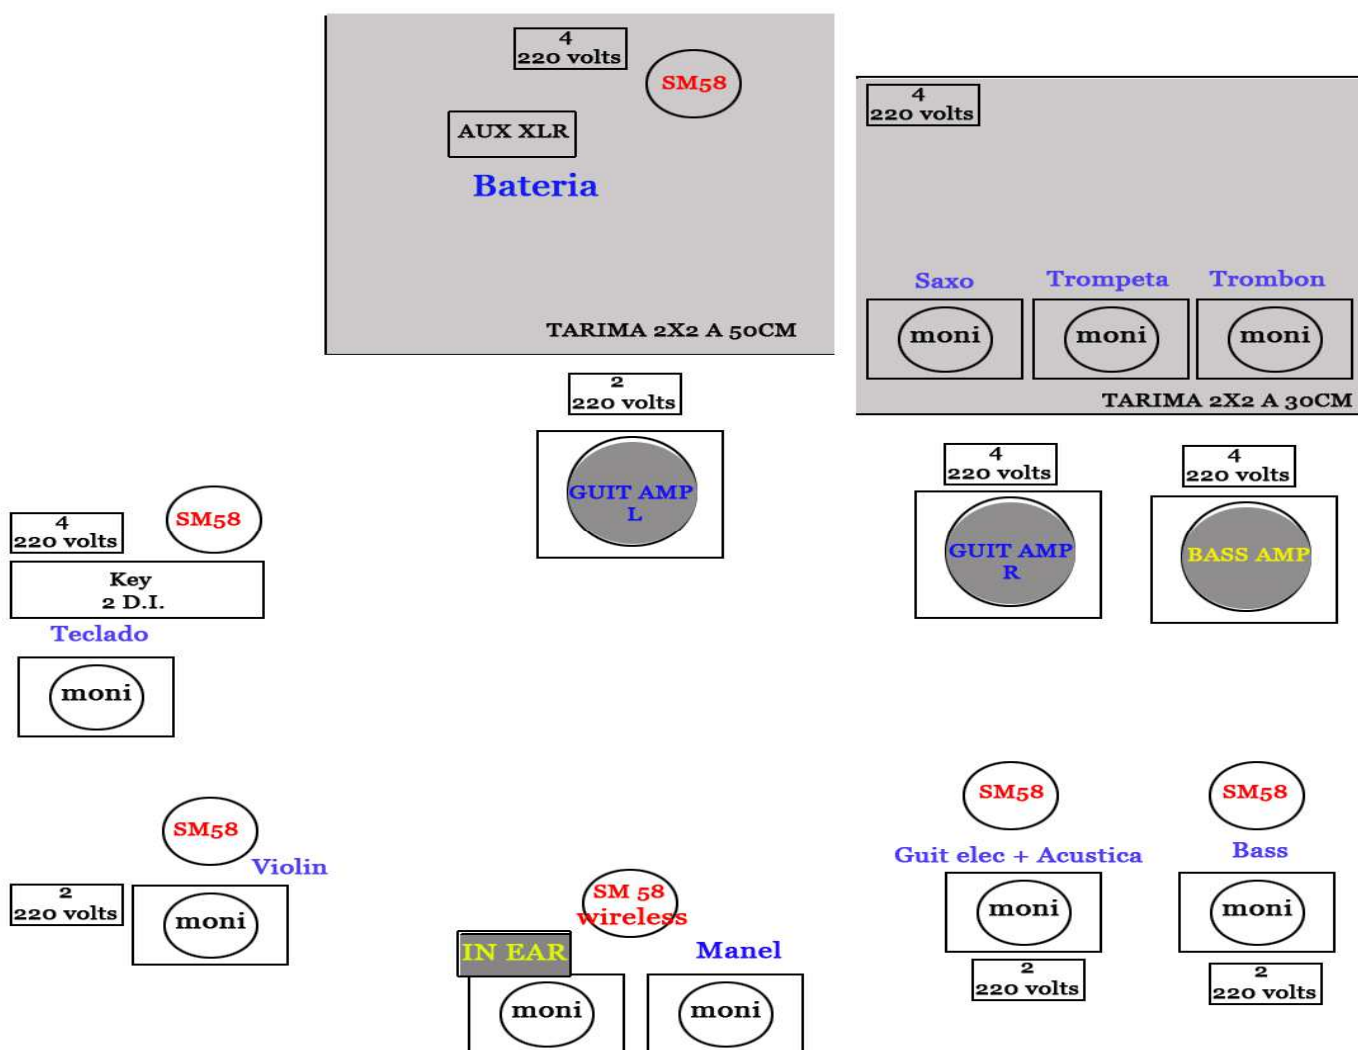 4
220 volts
SM58
AUX XLR
Bateria
TARIMA 2X2 A 50CM
4
220 volts
Saxo
Trompeta
Trombon
moni
moni
moni
TARIMA 2X2 A 30CM
2
220 volts
GUIT AMP
L
4
220 volts
GUIT AMP
R
4
220 volts
BASS AMP
4
220 volts
SM58
Key
2 D.I.
Teclado
moni
SM58
Violin
2
220 volts
moni
SM 58
wireless
IN EAR
Manel
moni
moni
SM58
Guit elec + Acustica
moni
2
220 volts
SM58
Bass
moni
2
220 volts